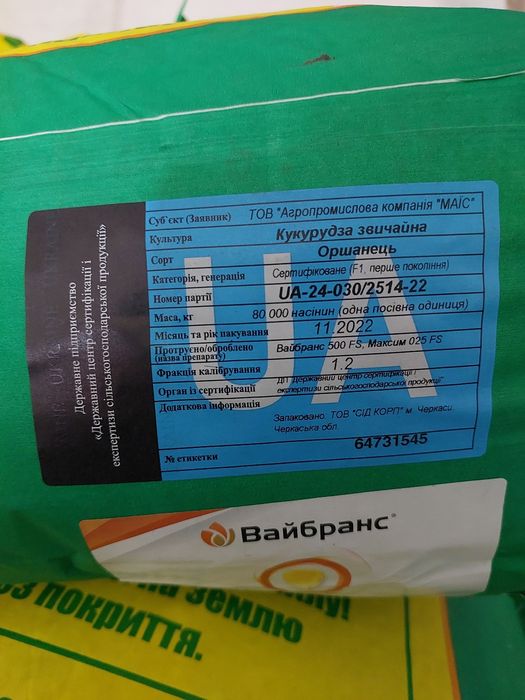 Державне підприємство
«Державний центр сертифікації і
експертизи сільськогосподарської продукції»
Суб'єкт (Заявник) ТОВ "Агропромислова компанія "МАЇС"
Культура Кукурудза звичайна
Сорт Оршанець
Категорія, генерація Сертифіковане (F1, перше покоління)
Номер партії UA-24-030/2514-22
Маса, кг 80 000 насінин (одна посівна одиниця)
Місяць та рік пакування 11.2022
Протруєно/оброблено Вайбранс 500 FS, Максим 025 FS
(назва препарату)
Фракція калібрування 1.2
Орган із сертифікації ДП "Державний центр сертифікації і
експертизи сільськогосподарської продукції"
Додаткова інформація
Запаковано. ТОВ "СІД КОРП" м. Черкаси
Черкаська обл.
№ етикетки 64731545
UA
Вайбранс®
на землю
покриття.